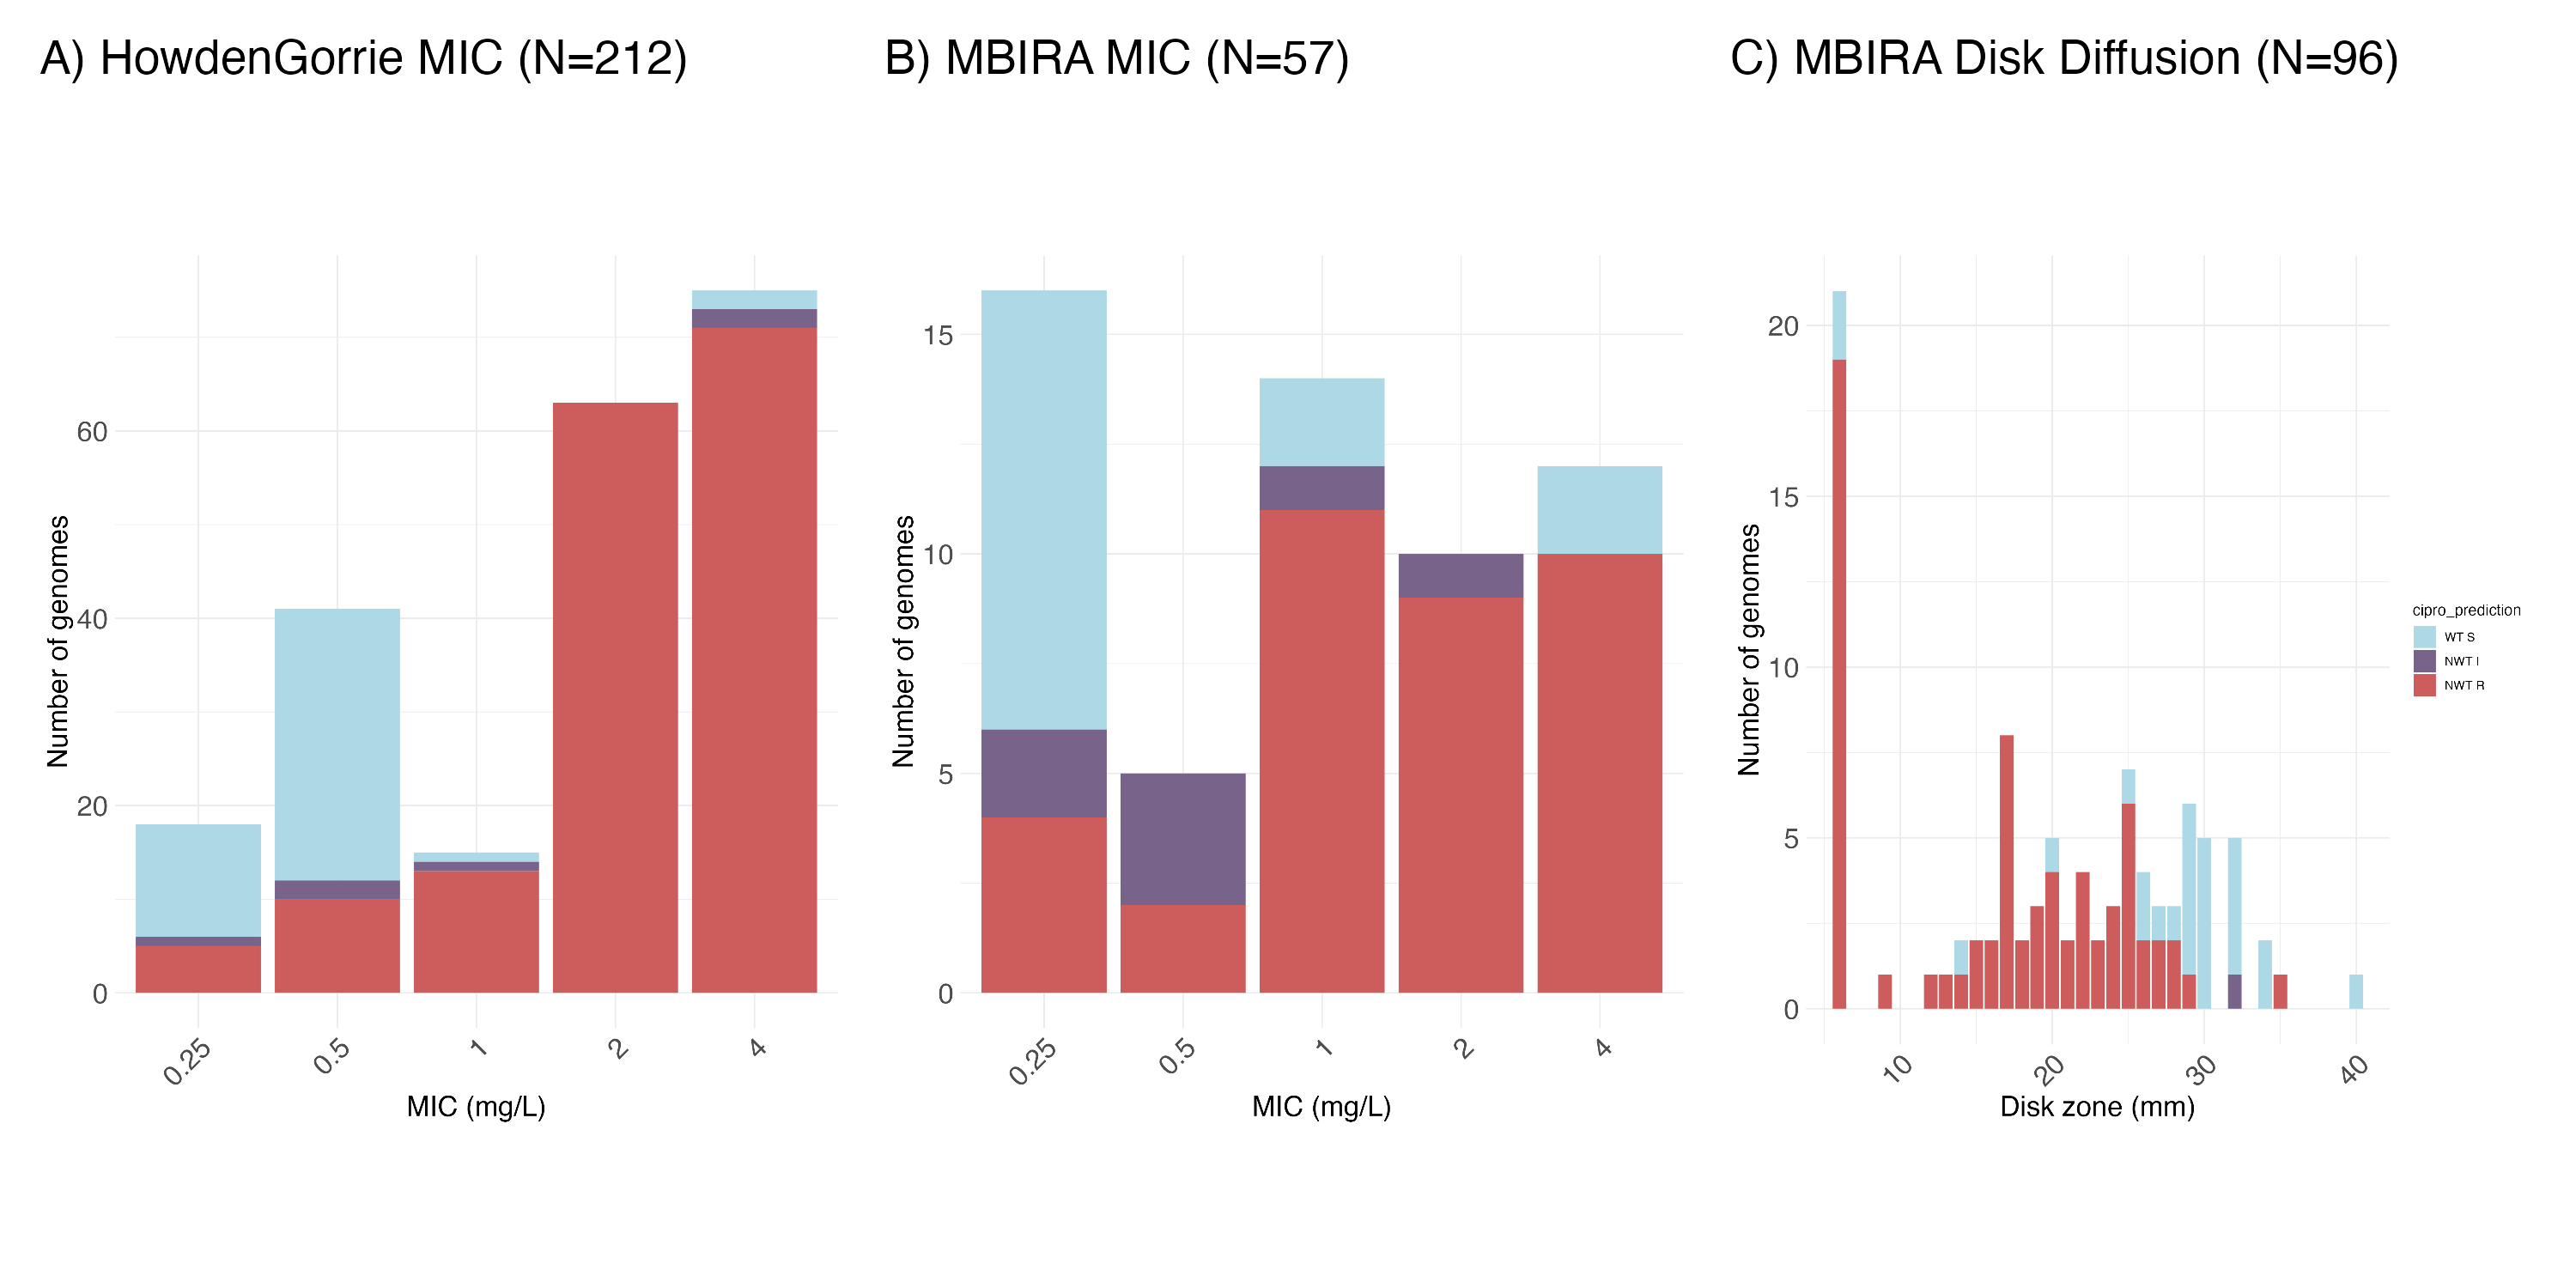 A) HowdenGorrie MIC (N=212)
Number of genomes
60
40
20
0
0.25
0.5
1
2
4
MIC (mg/L)
B) MBIRA MIC (N=57)
Number of genomes
15
10
5
0
0.25
0.5
1
2
4
MIC (mg/L)
C) MBIRA Disk Diffusion (N=96)
Number of genomes
20
15
10
5
0
10
20
30
40
Disk zone (mm)
cipro_prediction
WT S
NWT I
NWT R